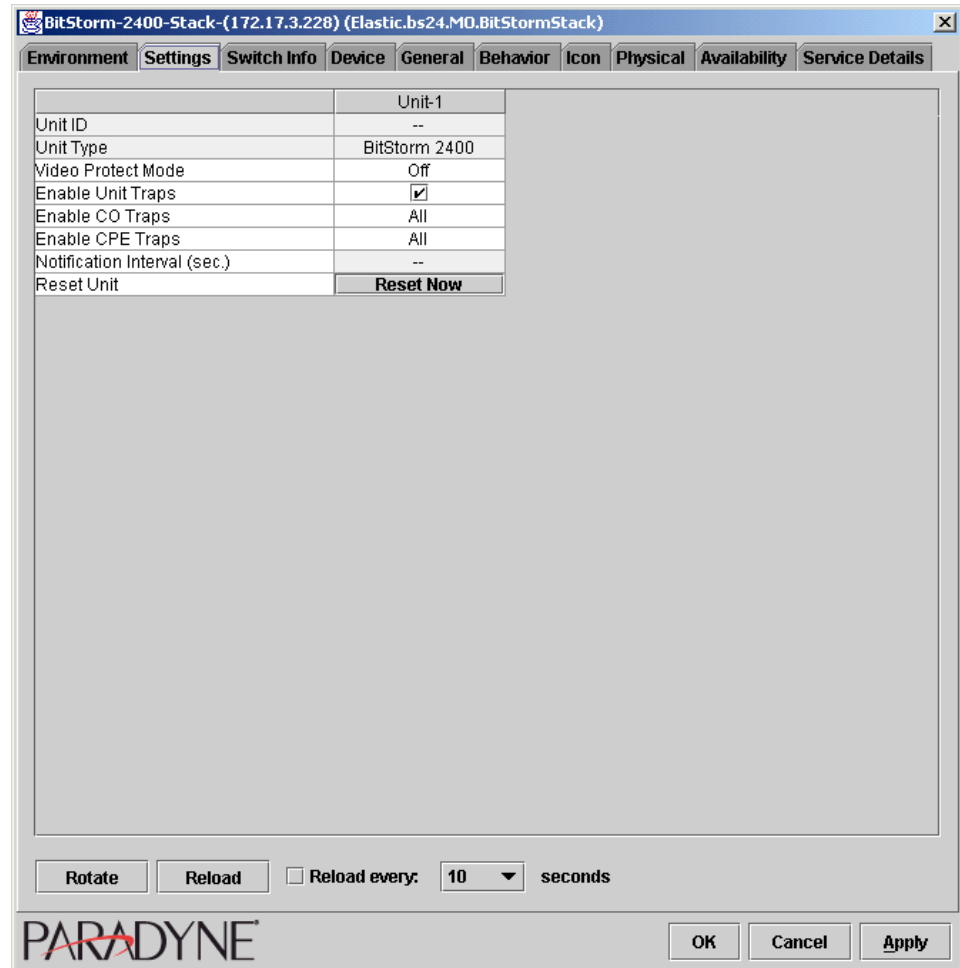 BitStorm-2400-Stack-(172.17.3.228) (Elastic.bs24.MO.BitStormStack)
Environment Settings Switch Info Device General Behavior Icon Physical Availability Service Details
Unit-1
Unit ID --
Unit Type BitStorm 2400
Video Protect Mode Off
Enable Unit Traps
Enable CO Traps All
Enable CPE Traps All
Notification Interval (sec.) --
Reset Unit Reset Now
Rotate Reload Reload every: 10 seconds
PARADYNE OK Cancel Apply